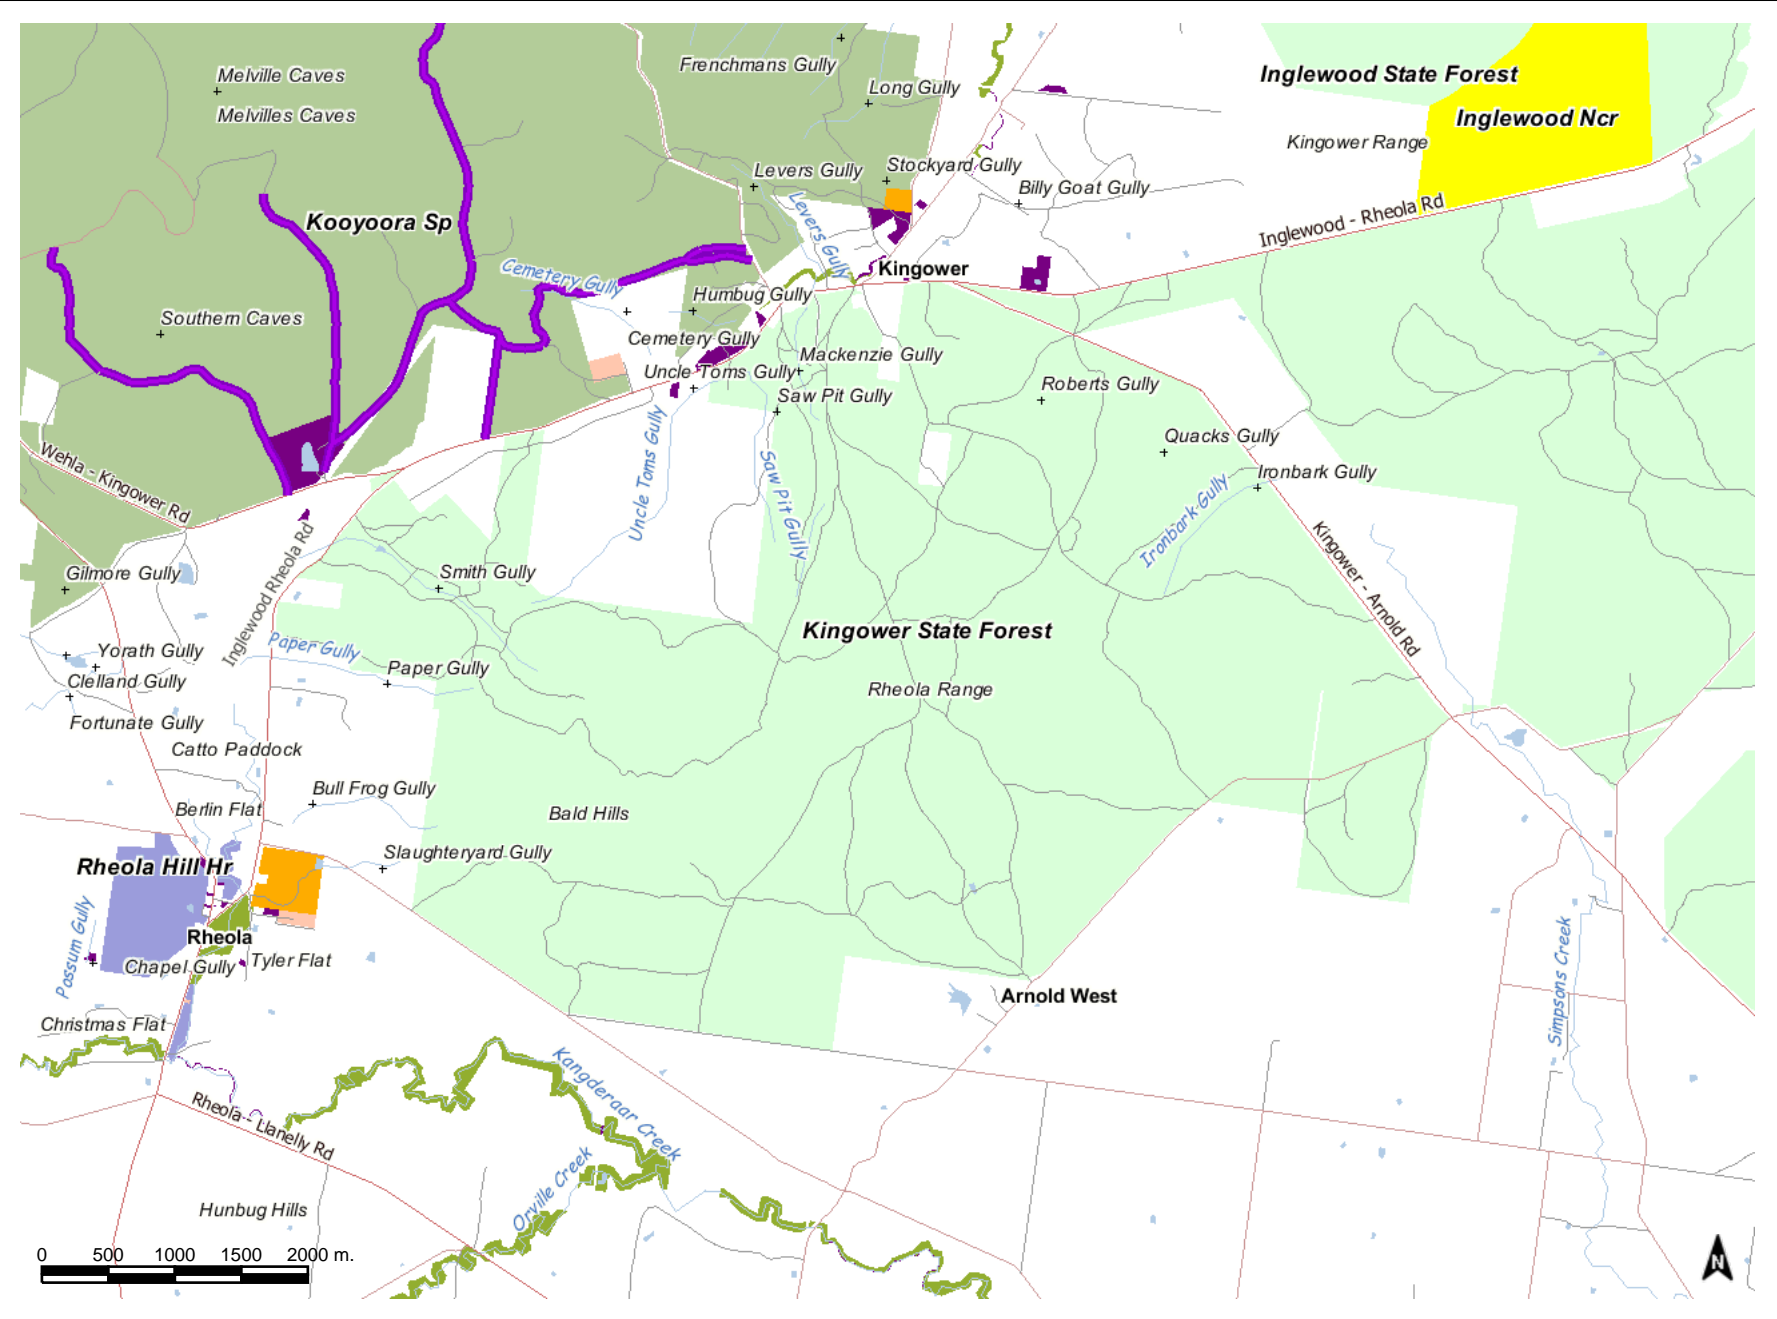 Melville Caves
Melvilles Caves
Frenchmans Gully
Long Gully
Inglewood State Forest
Inglewood Ncr
Kingower Range
Levers Gully
Stockyard Gully
Billy Goat Gully
Kooyoora Sp
Levers Gully
Inglewood - Rheola Rd
Cemetery Gully
Kingower
Humbug Gully
Southern Caves
Cemetery Gully
Mackenzie Gully
Uncle Toms Gully
Roberts Gully
Saw Pit Gully
Quacks Gully
Ironbark Gully
Wehla - Kingower Rd
Uncle Toms Gully
Saw Pit Gully
Ironbark Gully
Kingower - Arnold Rd
Inglewood Rheola Rd
Gilmore Gully
Smith Gully
Kingower State Forest
Paper Gully
Yorath Gully
Paper Gully
Clelland Gully
Rheola Range
Fortunate Gully
Catto Paddock
Bull Frog Gully
Berlin Flat
Bald Hills
Slaughteryard Gully
Rheola Hill Hr
Possum Gully
Rheola
Chapel Gully
Tyler Flat
Simpsons Creek
Arnold West
Christmas Flat
Kangderaar Creek
Rheola - Llanelly Rd
Orville Creek
Hunbug Hills
0 500 1000 1500 2000 m.
N